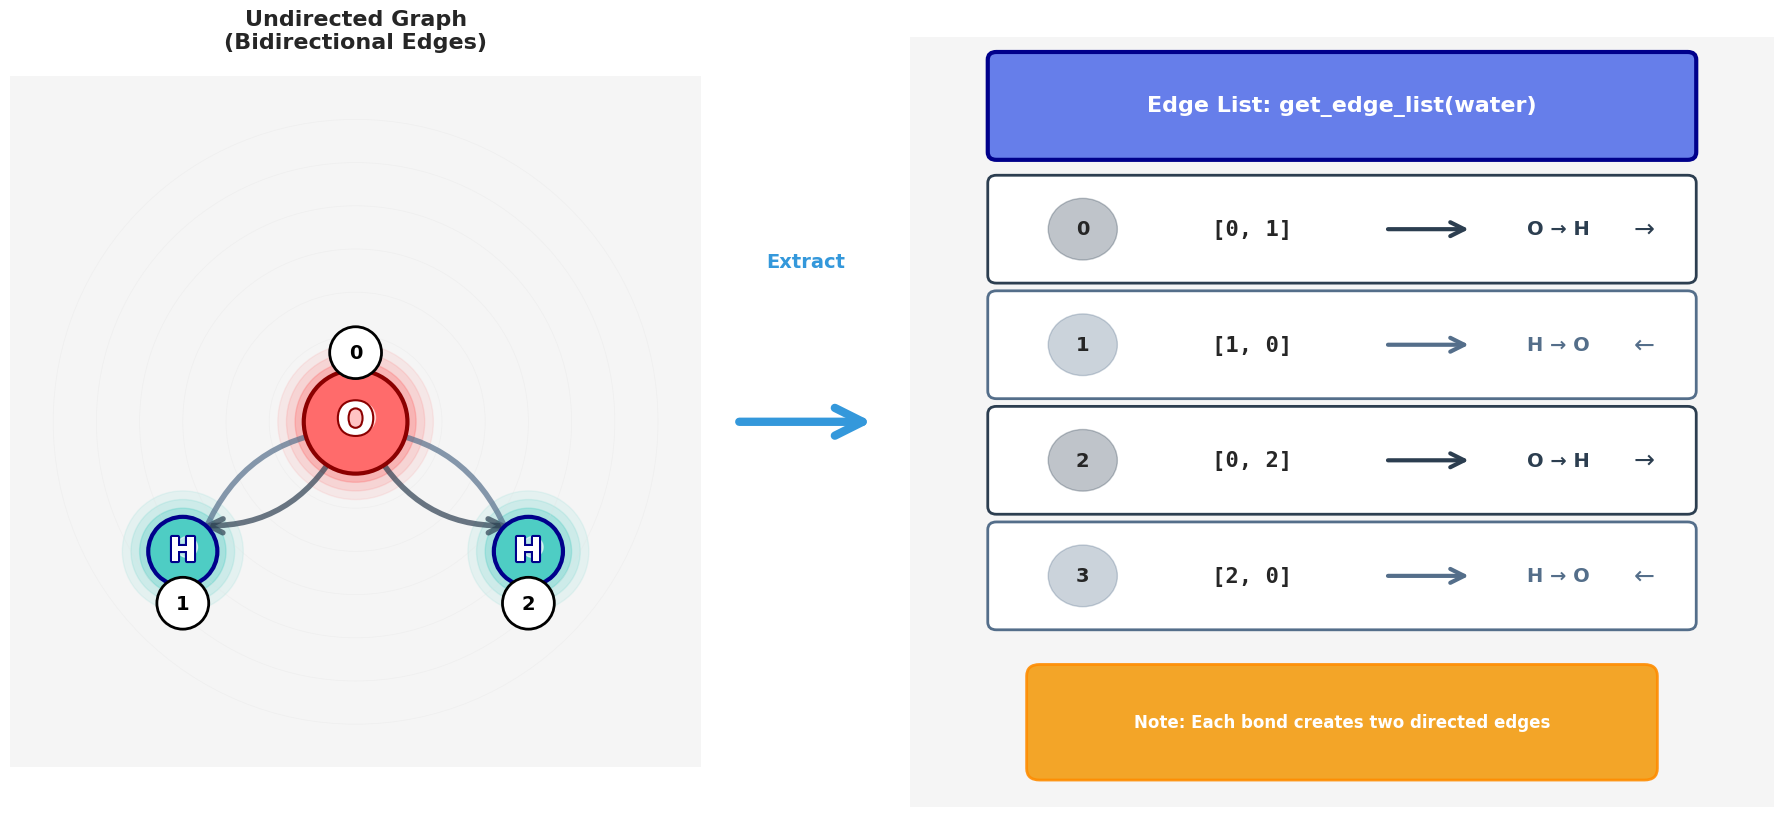 Undirected Graph
(Bidirectional Edges)
0
O
H
H
1
2
Extract
Edge List: get_edge_list(water)
0 [0, 1] O → H →
1 [1, 0] H → O ←
2 [0, 2] O → H →
3 [2, 0] H → O ←
Note: Each bond creates two directed edges